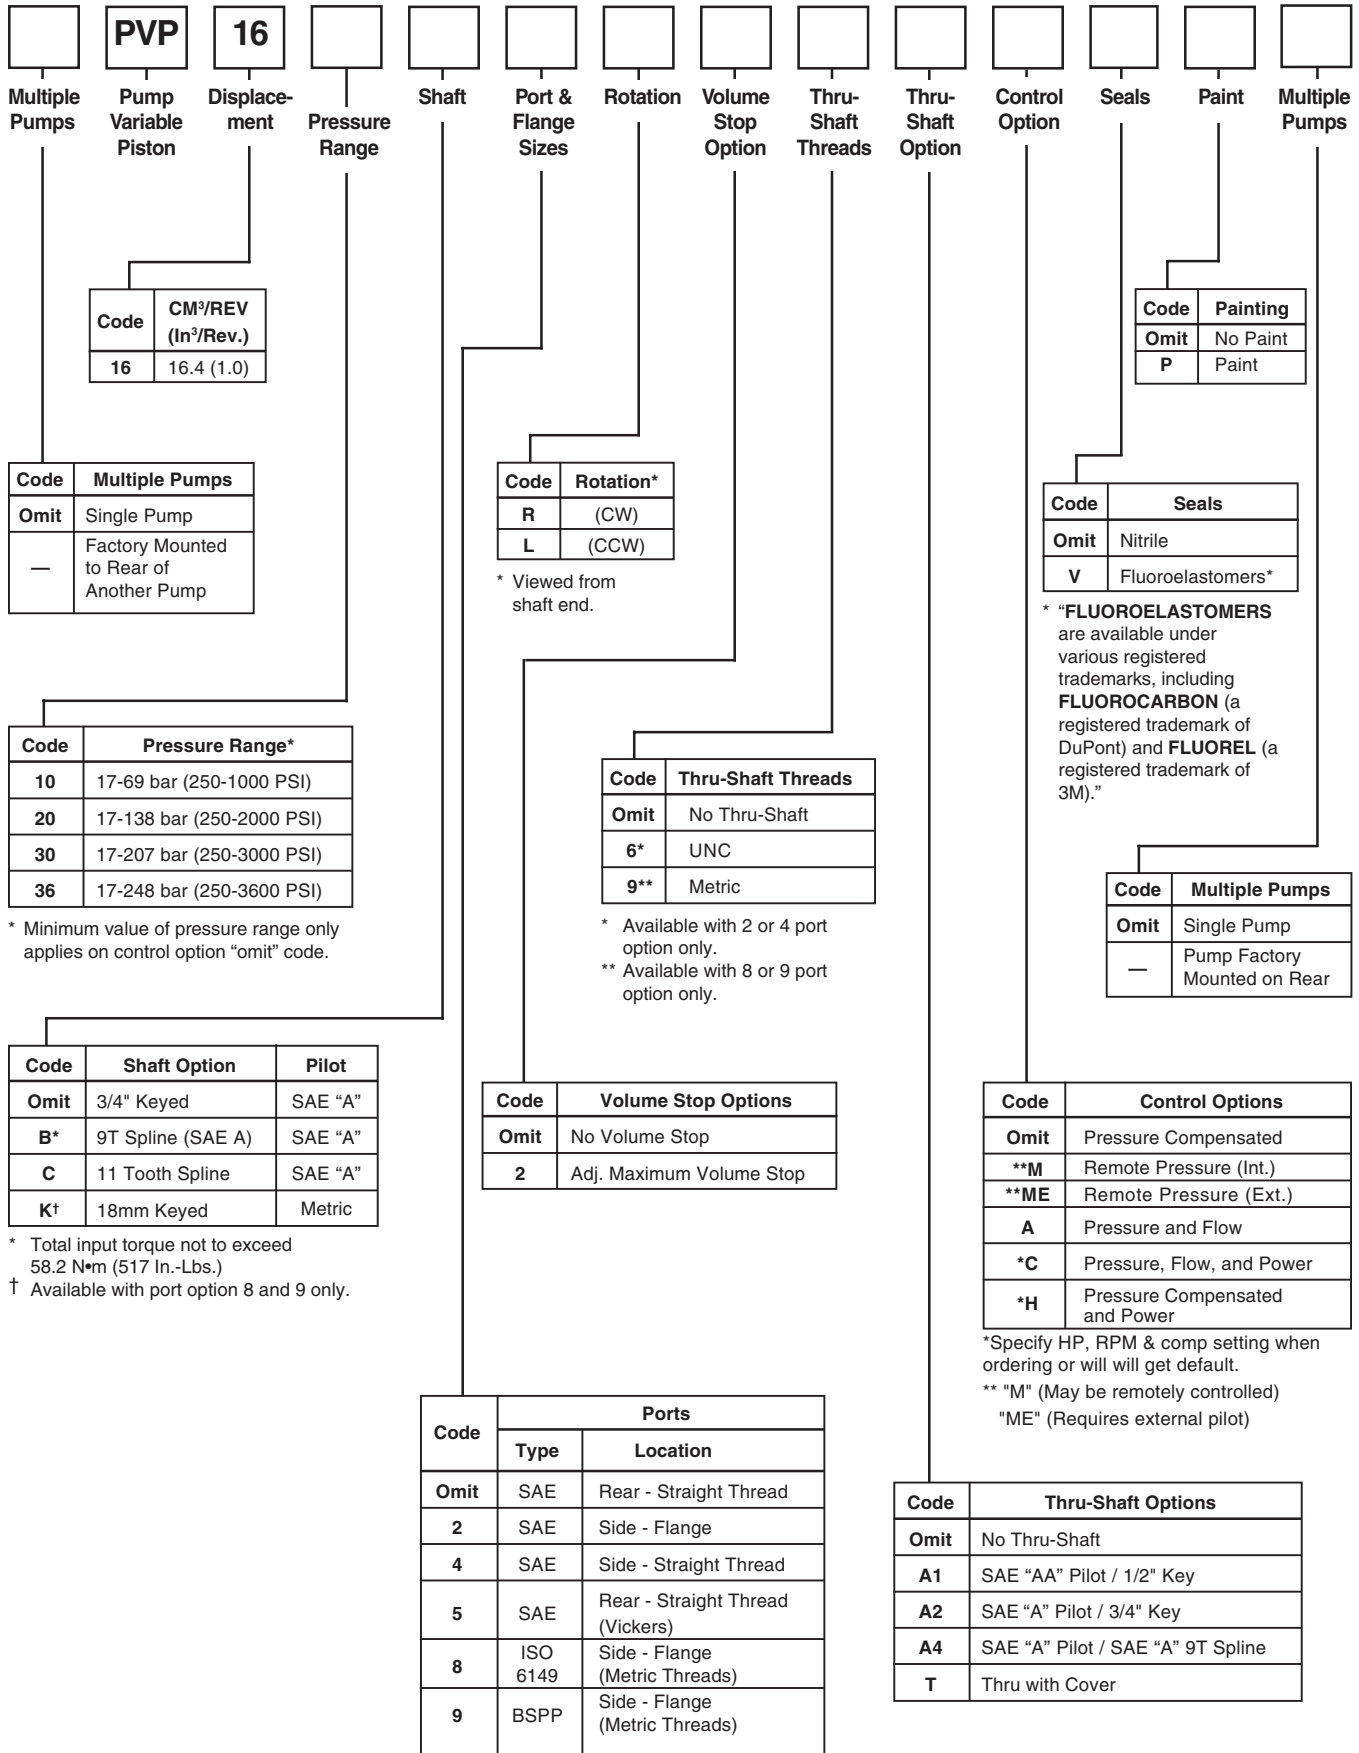 PVP 16
Multiple
Pumps
Pump
Variable
Piston
Displace-
ment
Pressure
Range
Shaft
Port &
Flange
Sizes
Rotation
Volume
Stop
Option
Thru-
Shaft
Threads
Thru-
Shaft
Option
Control
Option
Seals
Paint
Multiple
Pumps
Code CM³/REV
(In³/Rev.)
16 16.4 (1.0)
Code Painting
Omit No Paint
P Paint
Code Multiple Pumps
Omit Single Pump
— Factory Mounted
to Rear of
Another Pump
Code Rotation*
R (CW)
L (CCW)
* Viewed from
shaft end.
Code Seals
Omit Nitrile
V Fluoroelastomers*
* “FLUOROELASTOMERS
are available under
various registered
trademarks, including
FLUOROCARBON (a
registered trademark of
DuPont) and FLUOREL (a
registered trademark of
3M).”
Code Pressure Range*
10 17-69 bar (250-1000 PSI)
20 17-138 bar (250-2000 PSI)
30 17-207 bar (250-3000 PSI)
36 17-248 bar (250-3600 PSI)
* Minimum value of pressure range only
applies on control option “omit” code.
Code Thru-Shaft Threads
Omit No Thru-Shaft
6* UNC
9** Metric
* Available with 2 or 4 port
option only.
** Available with 8 or 9 port
option only.
Code Multiple Pumps
Omit Single Pump
— Pump Factory
Mounted on Rear
Code Shaft Option Pilot
Omit 3/4" Keyed SAE “A”
B* 9T Spline (SAE A) SAE “A”
C 11 Tooth Spline SAE “A”
K† 18mm Keyed Metric
* Total input torque not to exceed
58.2 N•m (517 In.-Lbs.)
† Available with port option 8 and 9 only.
Code Volume Stop Options
Omit No Volume Stop
2 Adj. Maximum Volume Stop
Code Control Options
Omit Pressure Compensated
**M Remote Pressure (Int.)
**ME Remote Pressure (Ext.)
A Pressure and Flow
*C Pressure, Flow, and Power
*H Pressure Compensated
and Power
*Specify HP, RPM & comp setting when
ordering or will will get default.
** "M" (May be remotely controlled)
"ME" (Requires external pilot)
Code Ports
Type Location
Omit SAE Rear - Straight Thread
2 SAE Side - Flange
4 SAE Side - Straight Thread
5 SAE Rear - Straight Thread
(Vickers)
8 ISO
6149 Side - Flange
(Metric Threads)
9 BSPP Side - Flange
(Metric Threads)
Code Thru-Shaft Options
Omit No Thru-Shaft
A1 SAE “AA” Pilot / 1/2" Key
A2 SAE “A” Pilot / 3/4" Key
A4 SAE “A” Pilot / SAE “A” 9T Spline
T Thru with Cover